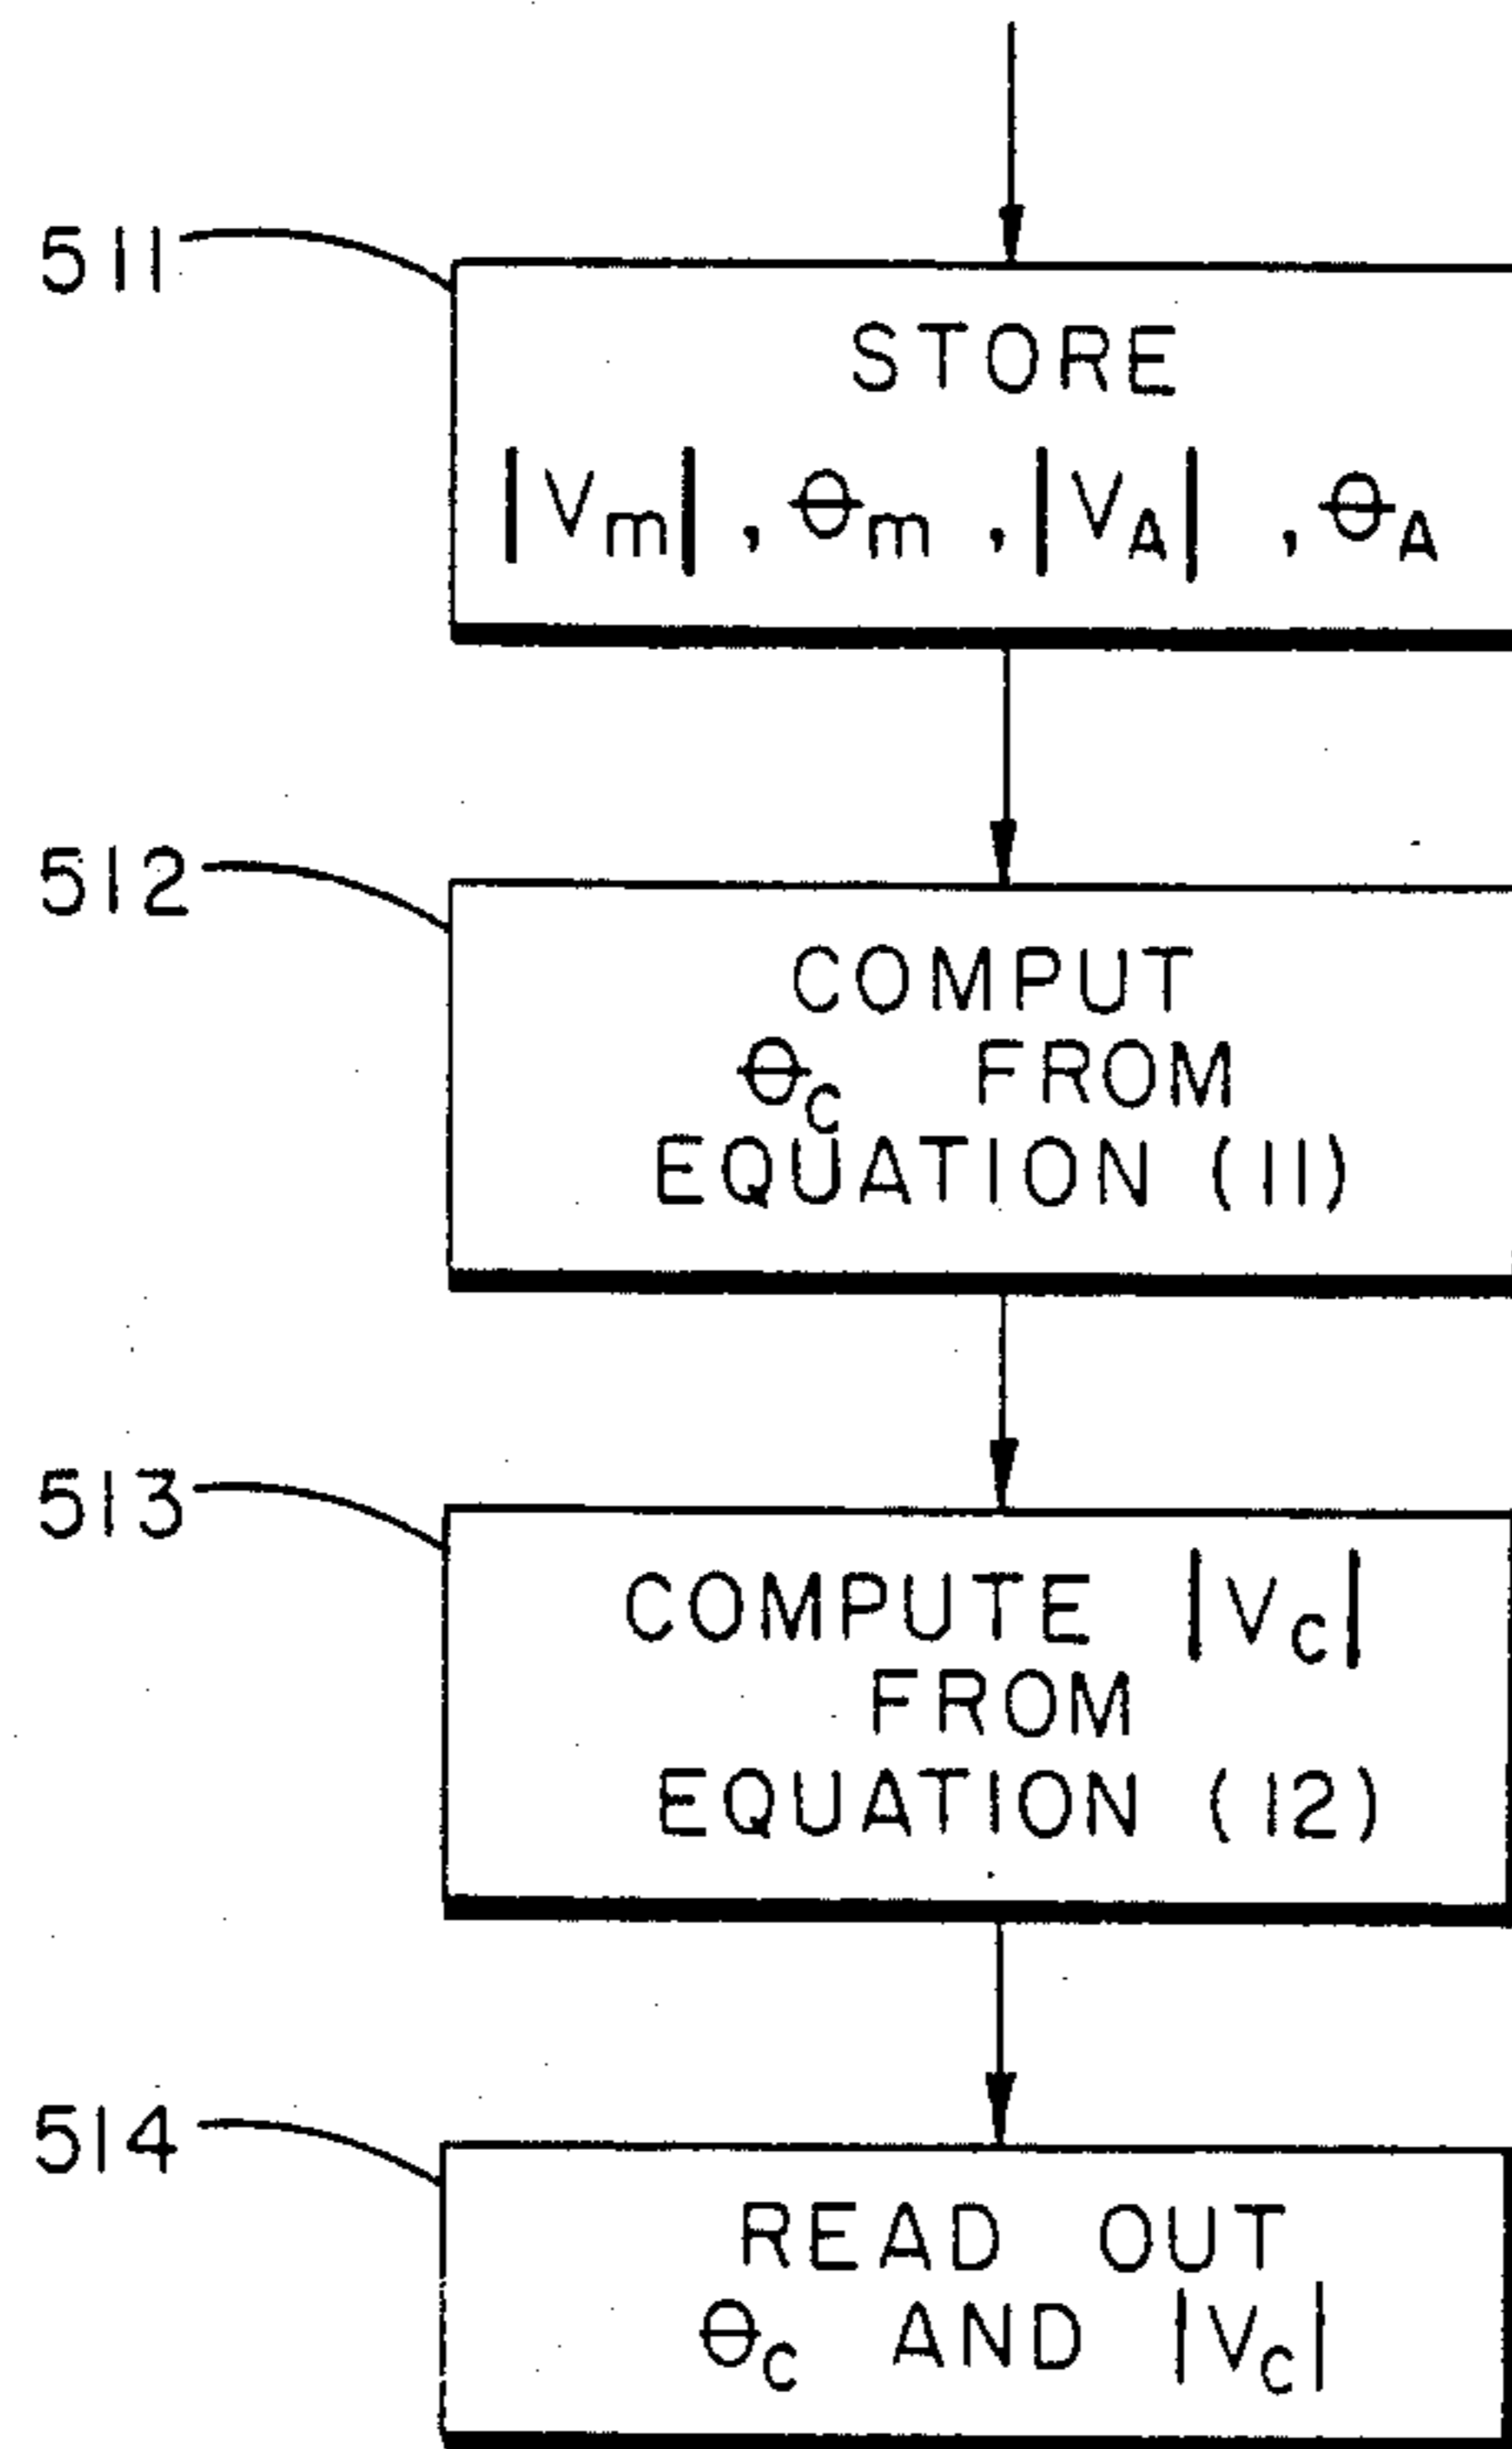 511
STORE
|Vm|, θm, |VA|, θA
512
COMPUT
θc FROM
EQUATION (11)
513
COMPUTE |Vc|
FROM
EQUATION (12)
514
READ OUT
θc AND |Vc|